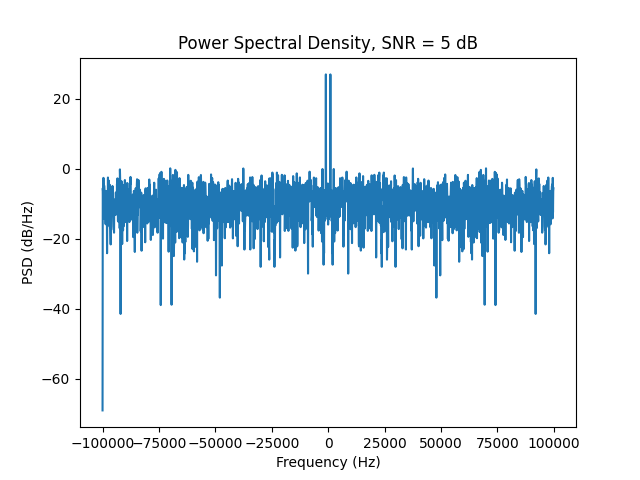 Power Spectral Density, SNR = 5 dB
20
0
−20
−40
−60
PSD (dB/Hz)
−100000 −75000 −50000 −25000 0 25000 50000 75000 100000
Frequency (Hz)